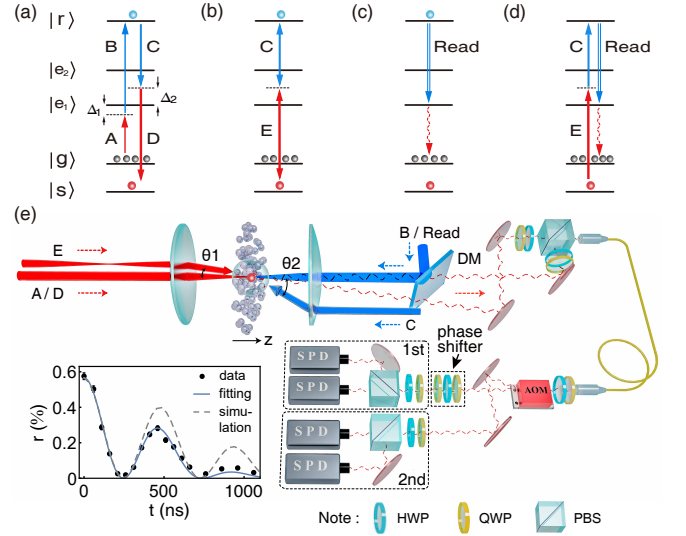 (a) (b) (c) (d)
|r⟩ B C C Read C Read
|e₂⟩
|e₁⟩ Δ₁ Δ₂
A D E E
|g⟩
|s⟩
(e)
E
θ1
θ2
B / Read
DM
A / D
z
C
phase
shifter
1st
SPD
SPD
AOM
SPD
SPD
2nd
r (%)
0.6
0.4
0.2
0
data
fitting
simu-
lation
0 500 1000
t (ns)
Note : HWP QWP PBS